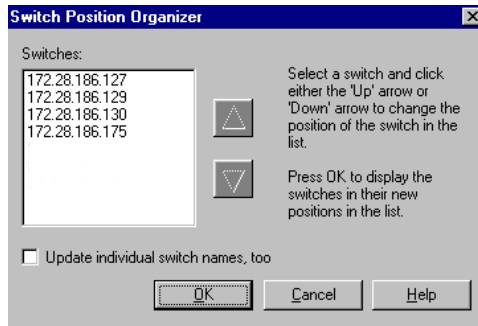 Switch Position Organizer
Switches:
172.28.186.127
172.28.186.129
172.28.186.130
172.28.186.175
Select a switch and click
either the 'Up' arrow or
'Down' arrow to change the
position of the switch in the
list.
Press OK to display the
switches in their new
positions in the list.
Update individual switch names, too
OK
Cancel
Help